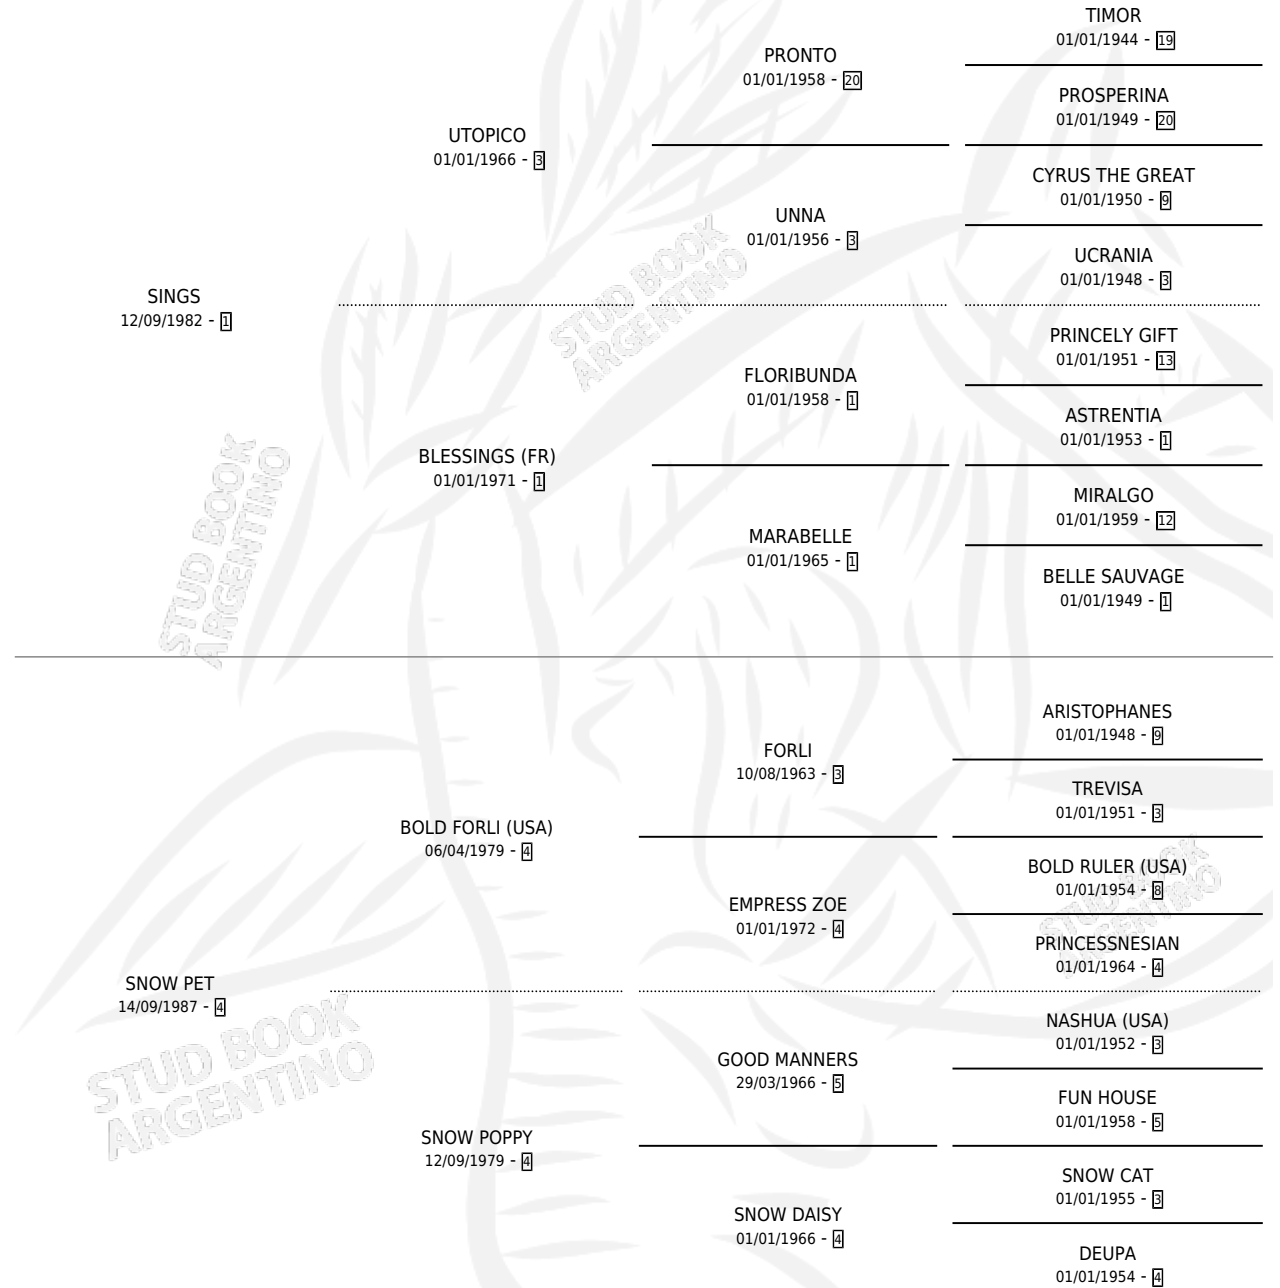 TIMOR
01/01/1944 - 19
PRONTO
01/01/1958 - 20
PROSPERINA
01/01/1949 - 20
UTOPICO
01/01/1966 - 3
CYRUS THE GREAT
01/01/1950 - 9
UNNA
01/01/1956 - 3
UCRANIA
01/01/1948 - 3
SINGS
12/09/1982 - 1
PRINCELY GIFT
01/01/1951 - 13
FLORIBUNDA
01/01/1958 - 1
ASTRENTIA
01/01/1953 - 1
BLESSINGS (FR)
01/01/1971 - 1
MIRALGO
01/01/1959 - 12
MARABELLE
01/01/1965 - 1
BELLE SAUVAGE
01/01/1949 - 1
STUD BOOK
ARGENTINO
STUD BOOK
ARGENTINO
ARISTOPHANES
01/01/1948 - 9
FORLI
10/08/1963 - 3
TREVISA
01/01/1951 - 3
BOLD FORLI (USA)
06/04/1979 - 4
BOLD RULER (USA)
01/01/1954 - 8
EMPRESS ZOE
01/01/1972 - 4
PRINCESSNESIAN
01/01/1964 - 4
STUD BOOK
ARGENTINO
SNOW PET
14/09/1987 - 4
NASHUA (USA)
01/01/1952 - 3
GOOD MANNERS
29/03/1966 - 5
FUN HOUSE
01/01/1958 - 5
STUD BOOK
ARGENTINO
SNOW POPPY
12/09/1979 - 4
SNOW CAT
01/01/1955 - 3
SNOW DAISY
01/01/1966 - 4
DEUPA
01/01/1954 - 4